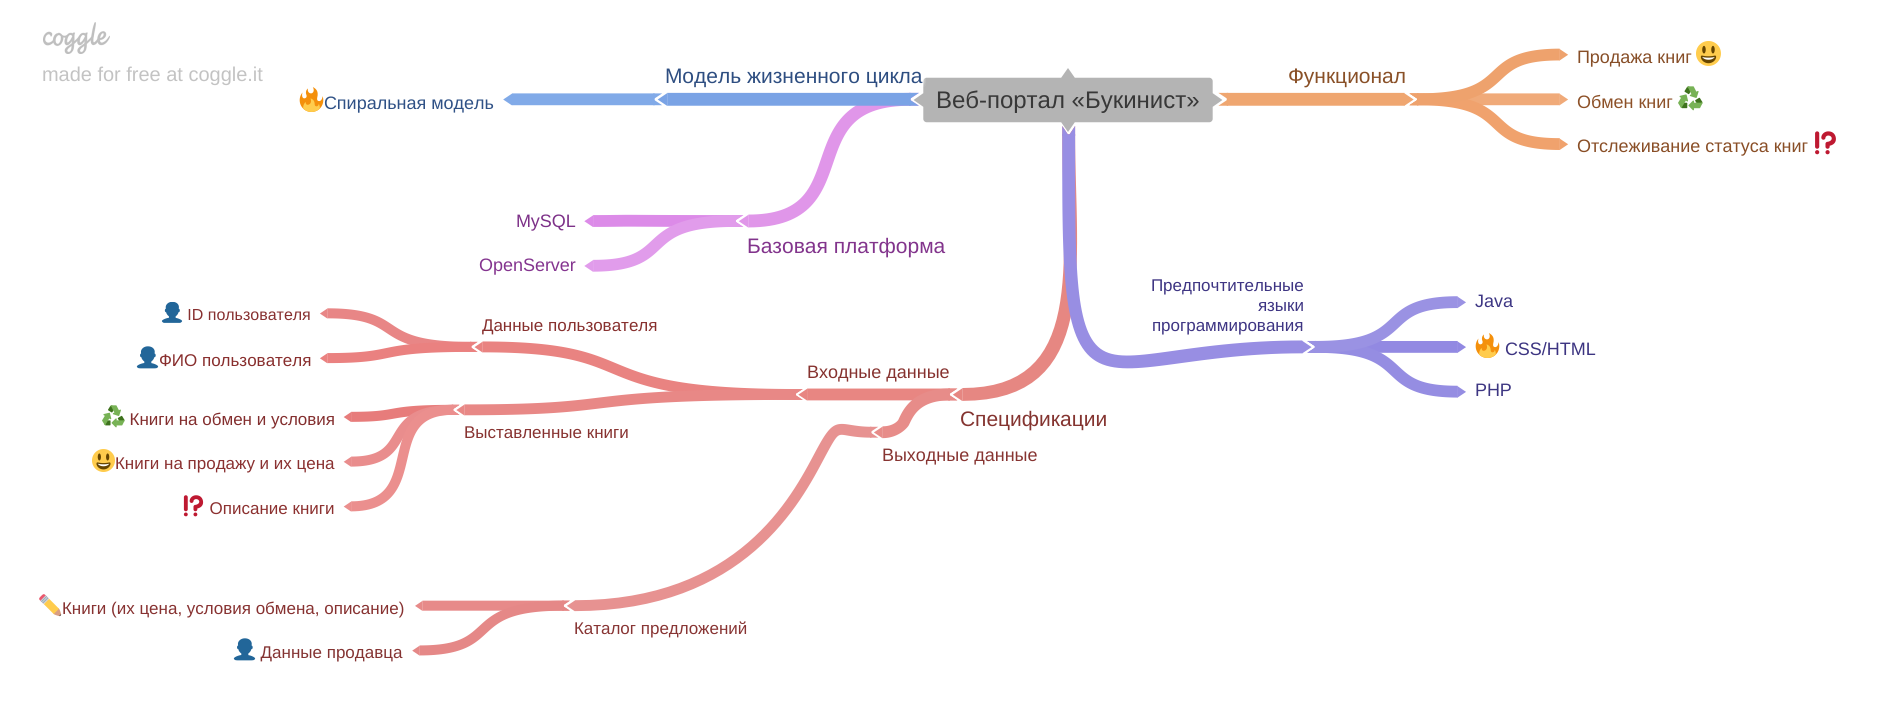 coggle
made for free at coggle.it
Веб-портал «Букинист»
Модель жизненного цикла
Спиральная модель
Базовая платформа
MySQL
OpenServer
Функционал
Продажа книг
Обмен книг
Отслеживание статуса книг
Предпочтительные
языки
программирования
Java
CSS/HTML
PHP
Спецификации
Входные данные
Данные пользователя
ID пользователя
ФИО пользователя
Выставленные книги
Книги на обмен и условия
Книги на продажу и их цена
Описание книги
Выходные данные
Каталог предложений
Книги (их цена, условия обмена, описание)
Данные продавца